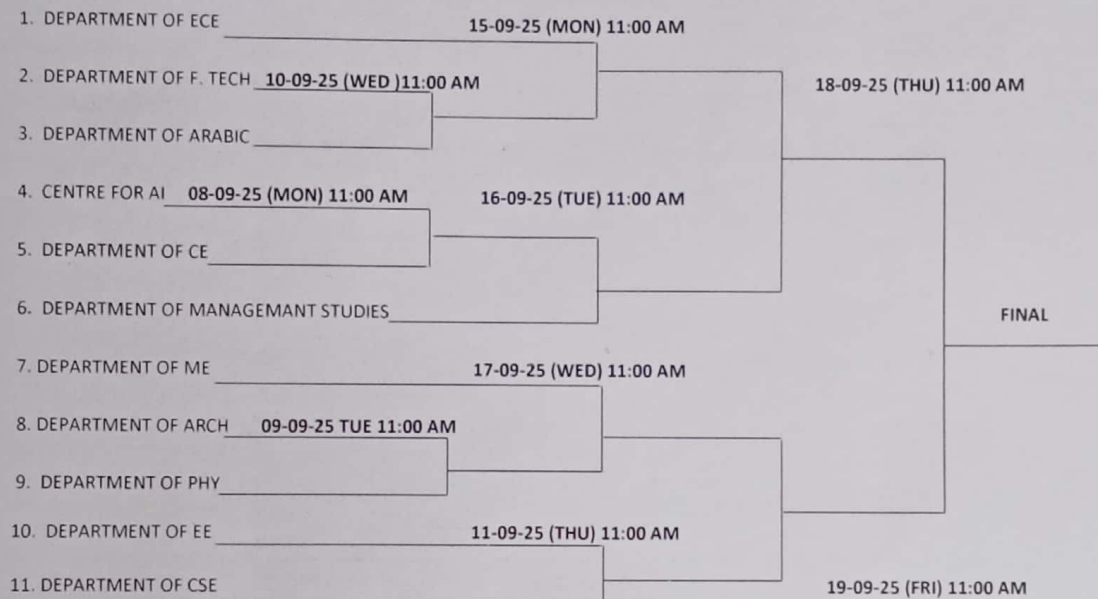 1. DEPARTMENT OF ECE 15-09-25 (MON) 11:00 AM
2. DEPARTMENT OF F. TECH 10-09-25 (WED )11:00 AM
18-09-25 (THU) 11:00 AM
3. DEPARTMENT OF ARABIC
4. CENTRE FOR AI 08-09-25 (MON) 11:00 AM 16-09-25 (TUE) 11:00 AM
5. DEPARTMENT OF CE
6. DEPARTMENT OF MANAGEMANT STUDIES
FINAL
7. DEPARTMENT OF ME 17-09-25 (WED) 11:00 AM
8. DEPARTMENT OF ARCH 09-09-25 TUE 11:00 AM
9. DEPARTMENT OF PHY
10. DEPARTMENT OF EE 11-09-25 (THU) 11:00 AM
11. DEPARTMENT OF CSE 19-09-25 (FRI) 11:00 AM